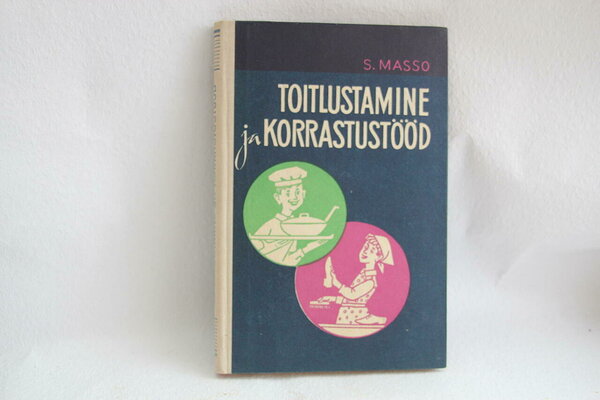 S. MASSO
TOITLUSTAMINE
ja KORRASTUSTÖÖD